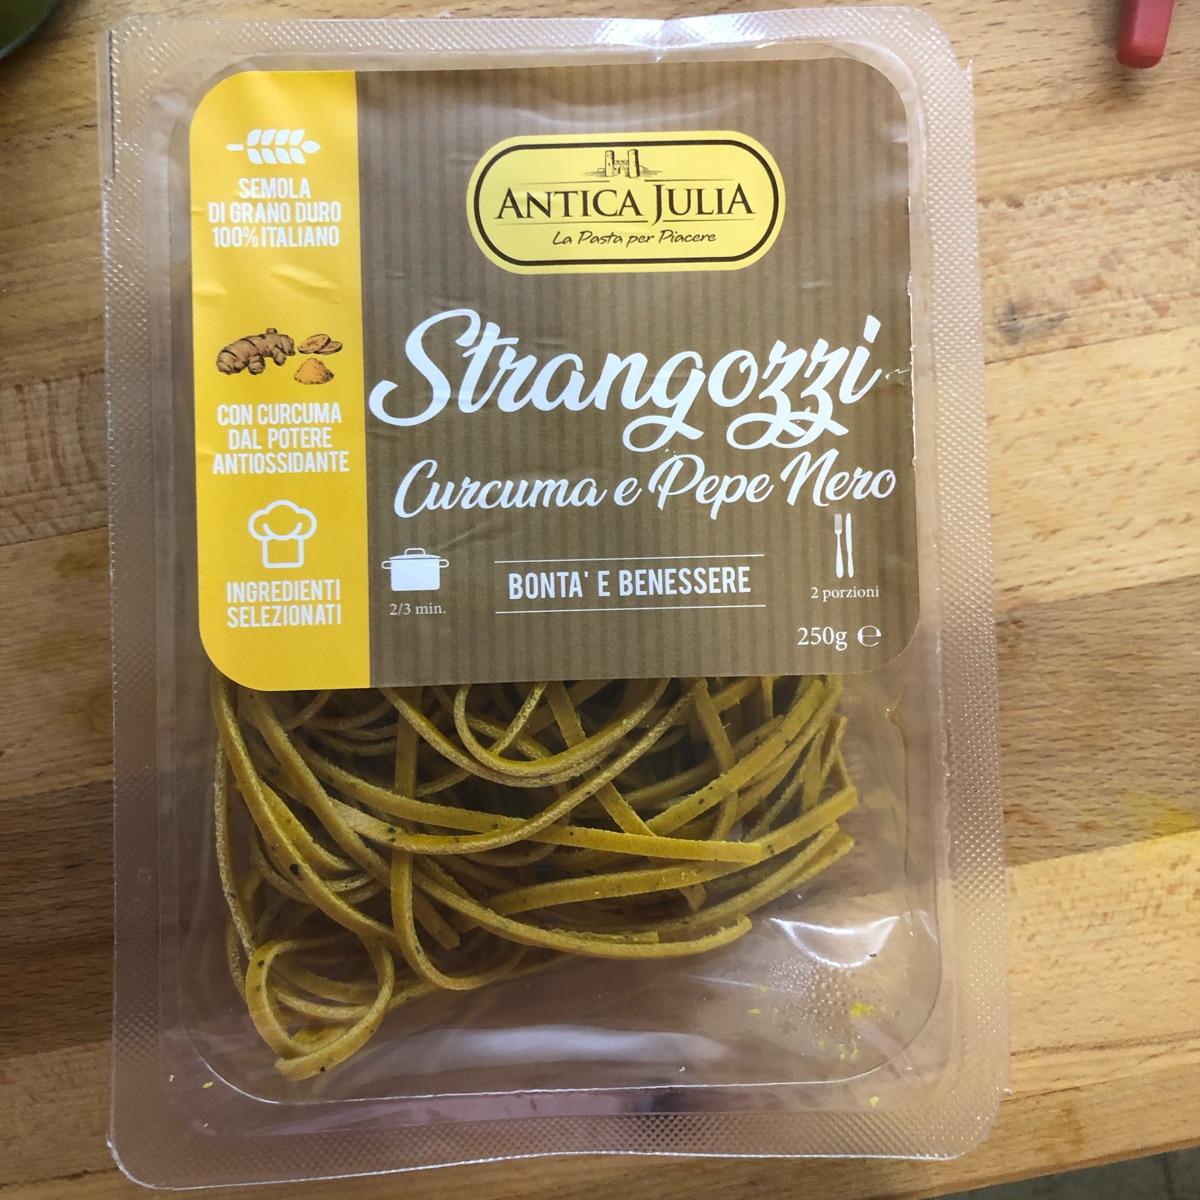 SEMOLA
DI GRANO DURO
100% ITALIANO
CON CURCUMA
DAL POTERE
ANTIOSSIDANTE
INGREDIENTI
SELEZIONATI
ANTICA JULIA
La Pasta per Piacere
Strangozzi
Curcuma e Pepe Nero
2/3 min.
BONTA' E BENESSERE
2 porzioni
250g ℮